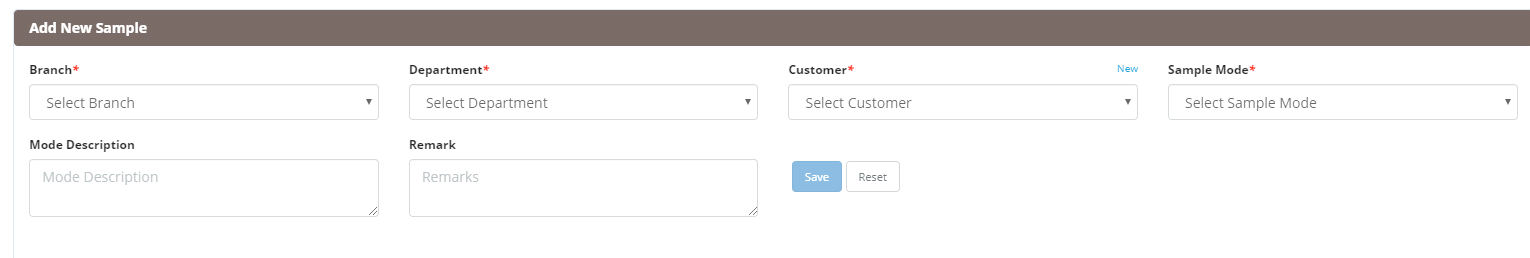 Add New Sample
Branch*
Department*
Customer*
New
Sample Mode*
Select Branch
Select Department
Select Customer
Select Sample Mode
Mode Description
Remark
Mode Description
Remarks
Save
Reset